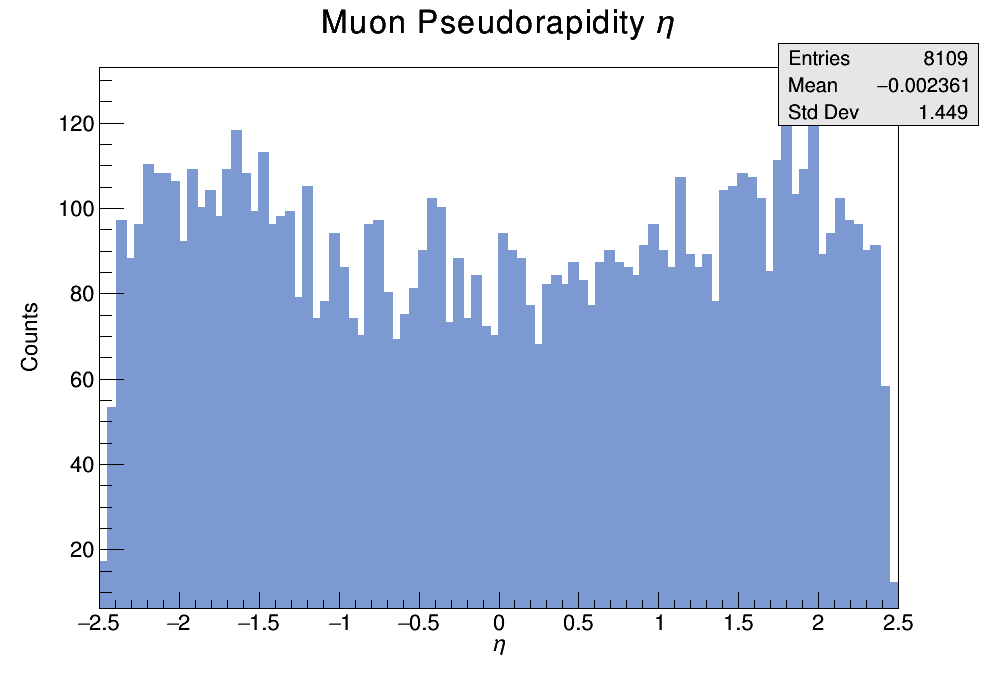 Muon Pseudorapidity η
Entries 8109
Mean −0.002361
Std Dev 1.449
120
100
80
60
40
20
Counts
−2.5 −2 −1.5 −1 −0.5 0 0.5 1 1.5 2 2.5
η